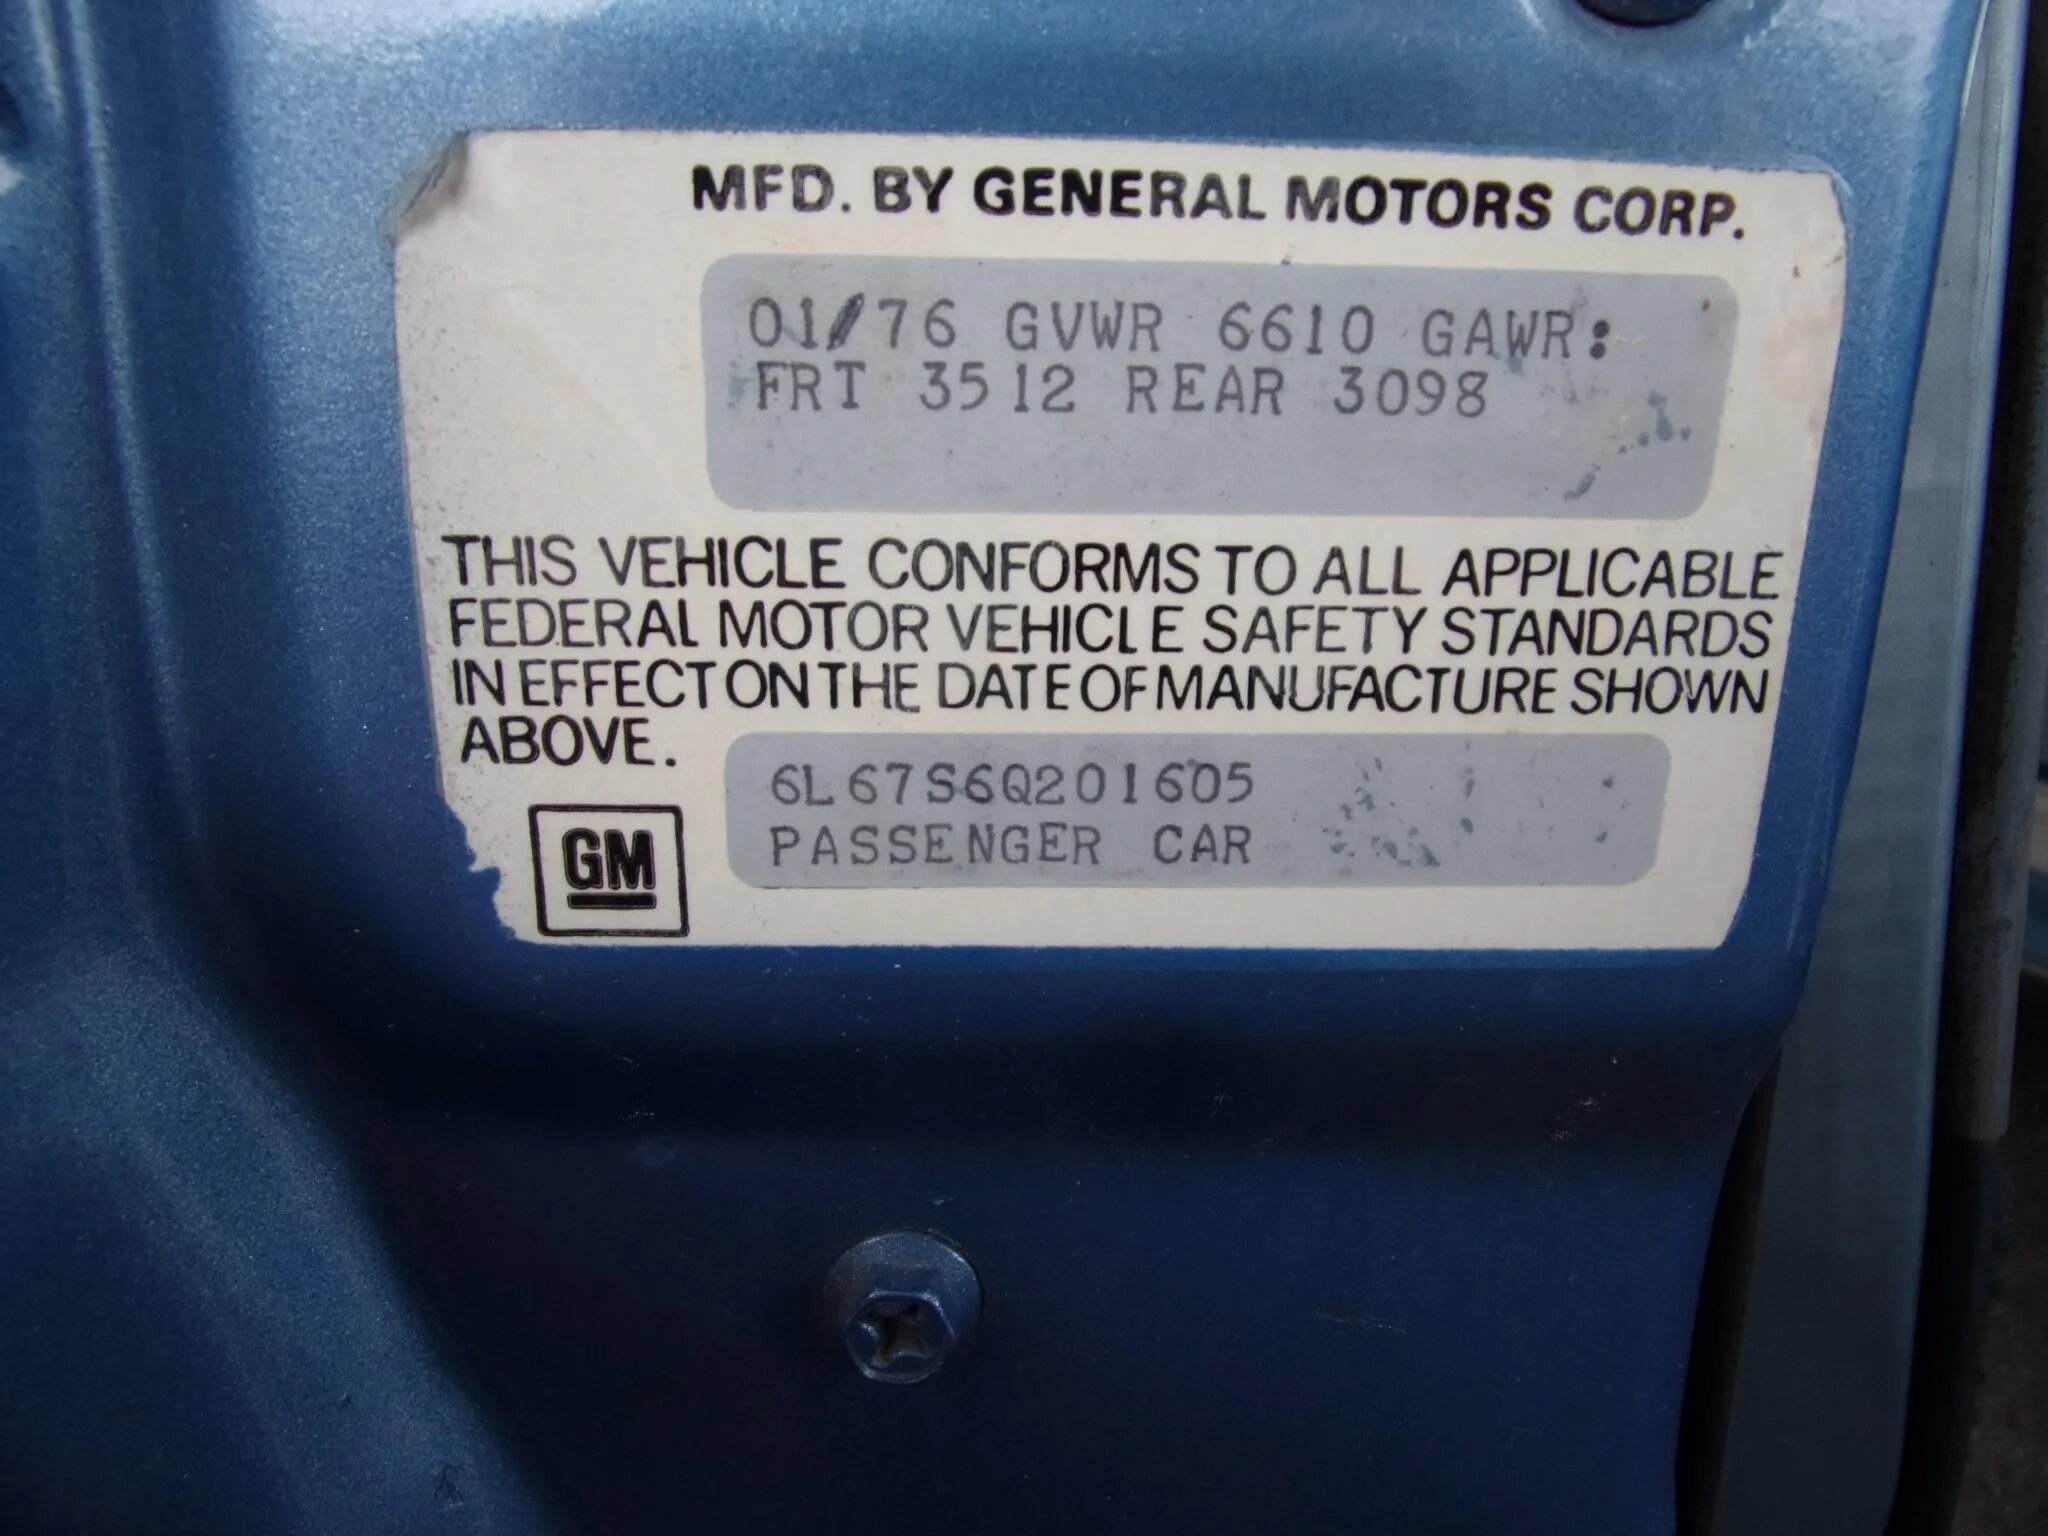 MFD. BY GENERAL MOTORS CORP.
01/76 GVWR 6610 GAWR:
FRT 3512 REAR 3098
THIS VEHICLE CONFORMS TO ALL APPLICABLE
FEDERAL MOTOR VEHICLE SAFETY STANDARDS
IN EFFECT ON THE DATE OF MANUFACTURE SHOWN
ABOVE.
6L67S6Q201605
PASSENGER CAR
GM